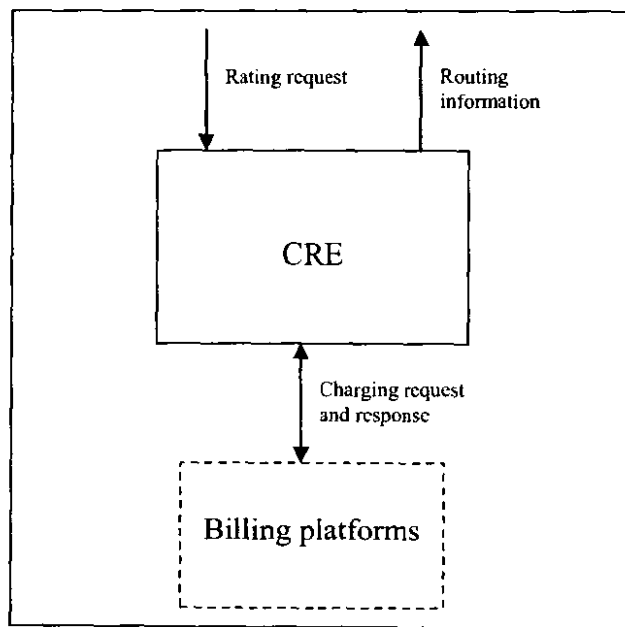 Rating request
Routing
information
CRE
Charging request
and response
Billing platforms